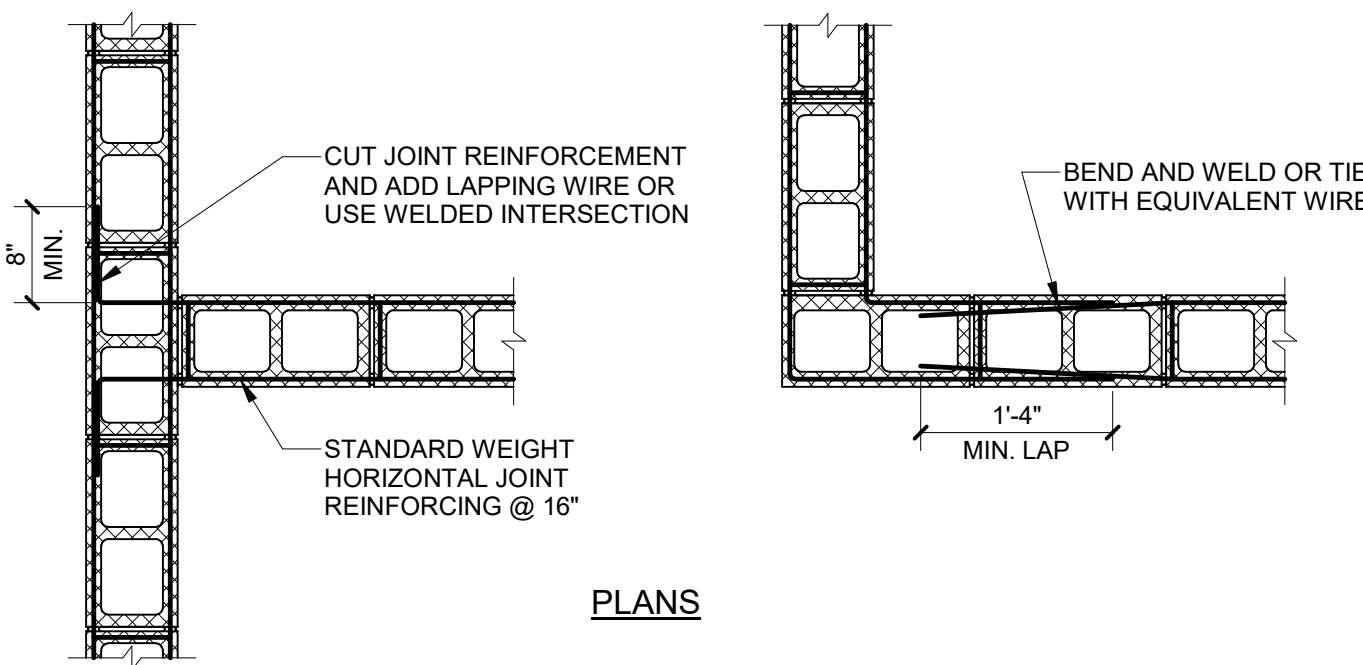 CUT JOINT REINFORCEMENT
AND ADD LAPPING WIRE OR
USE WELDED INTERSECTION
8"
MIN.
STANDARD WEIGHT
HORIZONTAL JOINT
REINFORCING @ 16"
BEND AND WELD OR TIE
WITH EQUIVALENT WIRE
1'-4"
MIN. LAP
PLANS